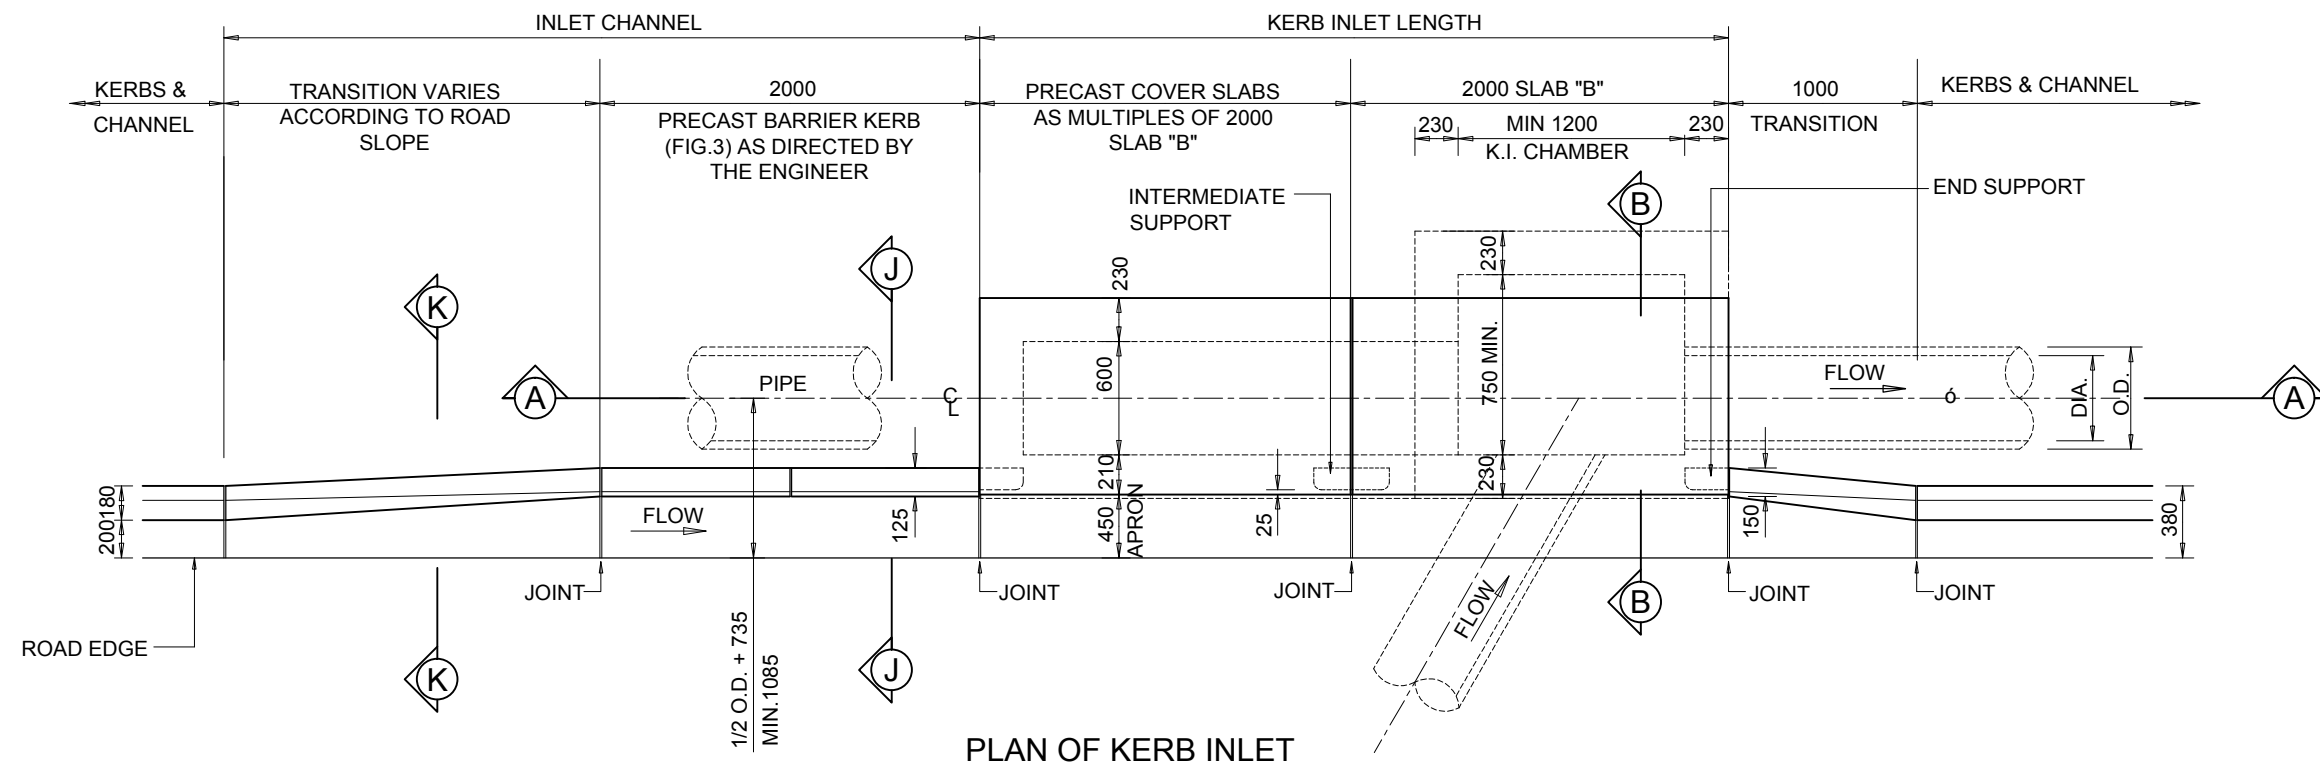 INLET CHANNEL
KERB INLET LENGTH
KERBS &
CHANNEL
TRANSITION VARIES
ACCORDING TO ROAD
SLOPE
2000
PRECAST BARRIER KERB
(FIG.3) AS DIRECTED BY
THE ENGINEER
PRECAST COVER SLABS
AS MULTIPLES OF 2000
SLAB "B"
2000 SLAB "B"
230
MIN 1200
230
K.I. CHAMBER
1000
TRANSITION
KERBS & CHANNEL
INTERMEDIATE
SUPPORT
END SUPPORT
B
J
K
230
230
A
PIPE
CL
600
750 MIN.
FLOW
ó
DIA.
O.D.
A
180
200
FLOW
125
210
450
APRON
25
230
150
380
JOINT
JOINT
JOINT
JOINT
JOINT
FLOW
B
ROAD EDGE
K
J
1/2 O.D. + 735
MIN.1085
PLAN OF KERB INLET